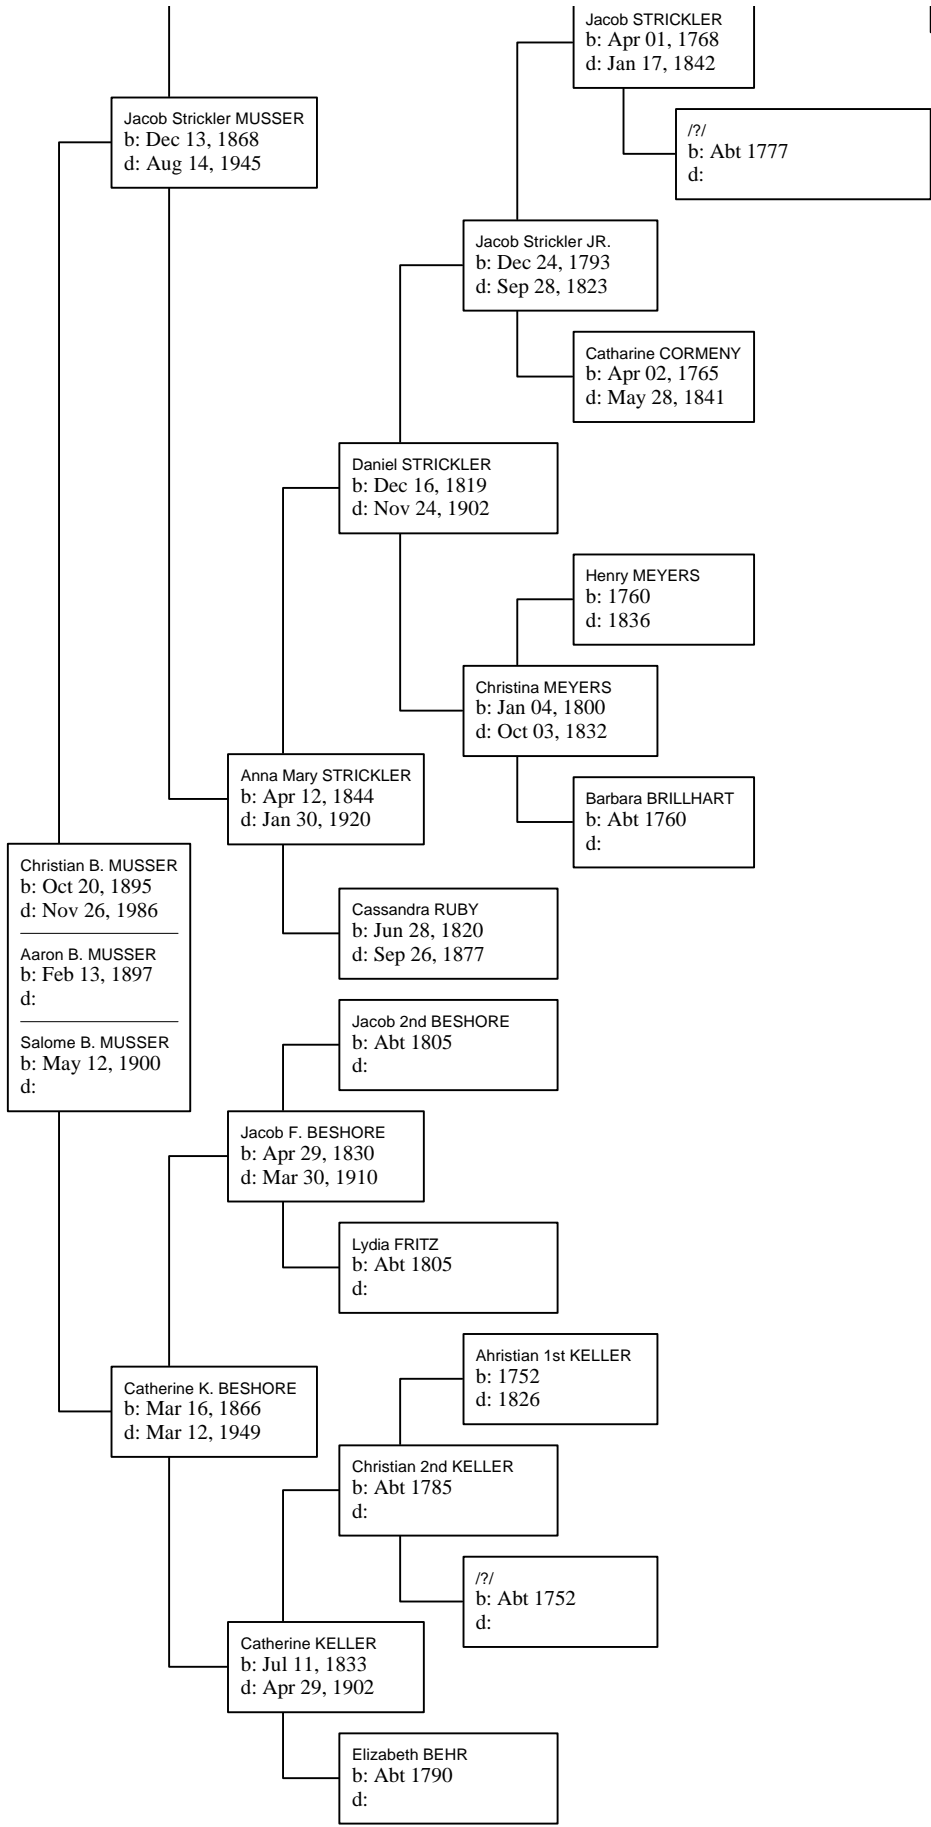 Jacob STRICKLER
b: Apr 01, 1768
d: Jan 17, 1842
Jacob Strickler MUSSER
b: Dec 13, 1868
d: Aug 14, 1945
/?/
b: Abt 1777
d:
Jacob Strickler JR.
b: Dec 24, 1793
d: Sep 28, 1823
Catharine CORMENY
b: Apr 02, 1765
d: May 28, 1841
Daniel STRICKLER
b: Dec 16, 1819
d: Nov 24, 1902
Henry MEYERS
b: 1760
d: 1836
Christina MEYERS
b: Jan 04, 1800
d: Oct 03, 1832
Anna Mary STRICKLER
b: Apr 12, 1844
d: Jan 30, 1920
Barbara BRILLHART
b: Abt 1760
d:
Christian B. MUSSER
b: Oct 20, 1895
d: Nov 26, 1986
Aaron B. MUSSER
b: Feb 13, 1897
d:
Salome B. MUSSER
b: May 12, 1900
d:
Cassandra RUBY
b: Jun 28, 1820
d: Sep 26, 1877
Jacob 2nd BESHORE
b: Abt 1805
d:
Jacob F. BESHORE
b: Apr 29, 1830
d: Mar 30, 1910
Lydia FRITZ
b: Abt 1805
d:
Ahristian 1st KELLER
b: 1752
d: 1826
Catherine K. BESHORE
b: Mar 16, 1866
d: Mar 12, 1949
Christian 2nd KELLER
b: Abt 1785
d:
/?/
b: Abt 1752
d:
Catherine KELLER
b: Jul 11, 1833
d: Apr 29, 1902
Elizabeth BEHR
b: Abt 1790
d: